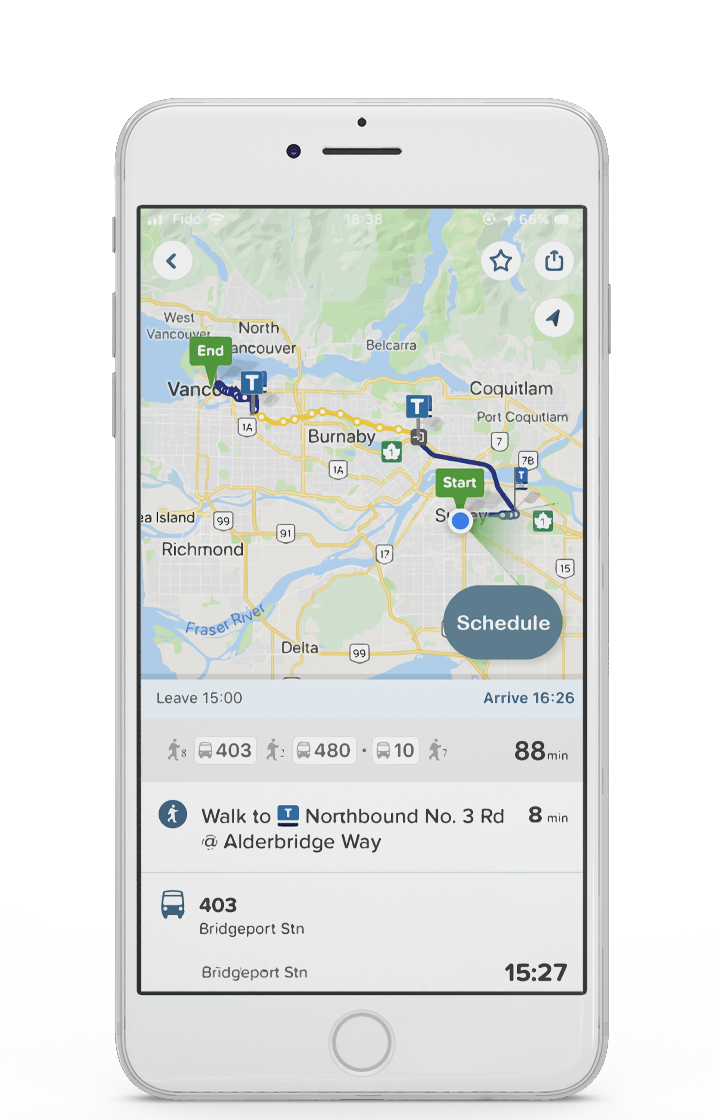 Fido 18:38 66%
West
Vancouver
North
Vancouver
Belcarra
End
T
Vanco
Coquitlam
T
Port Coquitlam
1A
Burnaby
7
1
1A
7B
T
Start
Surrey
ea Island
99
1
91
Richmond
17
15
Schedule
Fraser River
Delta
99
Leave 15:00 Arrive 16:26
8 403 2 480 · 10 7 88 min
Walk to T Northbound No. 3 Rd 8 min
@ Alderbridge Way
403
Bridgeport Stn
Bridgeport Stn 15:27